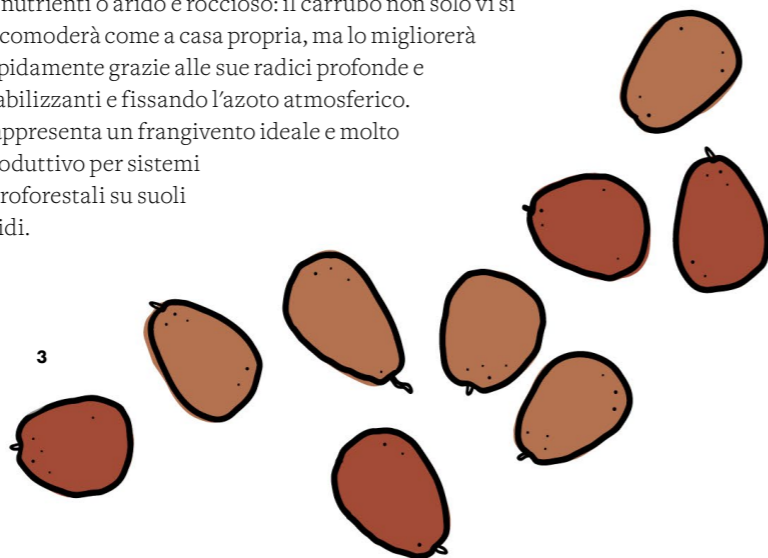 nutrienti o arido e roccioso: il carrubo non solo vi si
comoderà come a casa propria, ma lo migliorerà
pidamente grazie alle sue radici profonde e
abilizzanti e fissando l'azoto atmosferico.
appresenta un frangivento ideale e molto
oduttivo per sistemi
roforestali su suoli
idi.
3